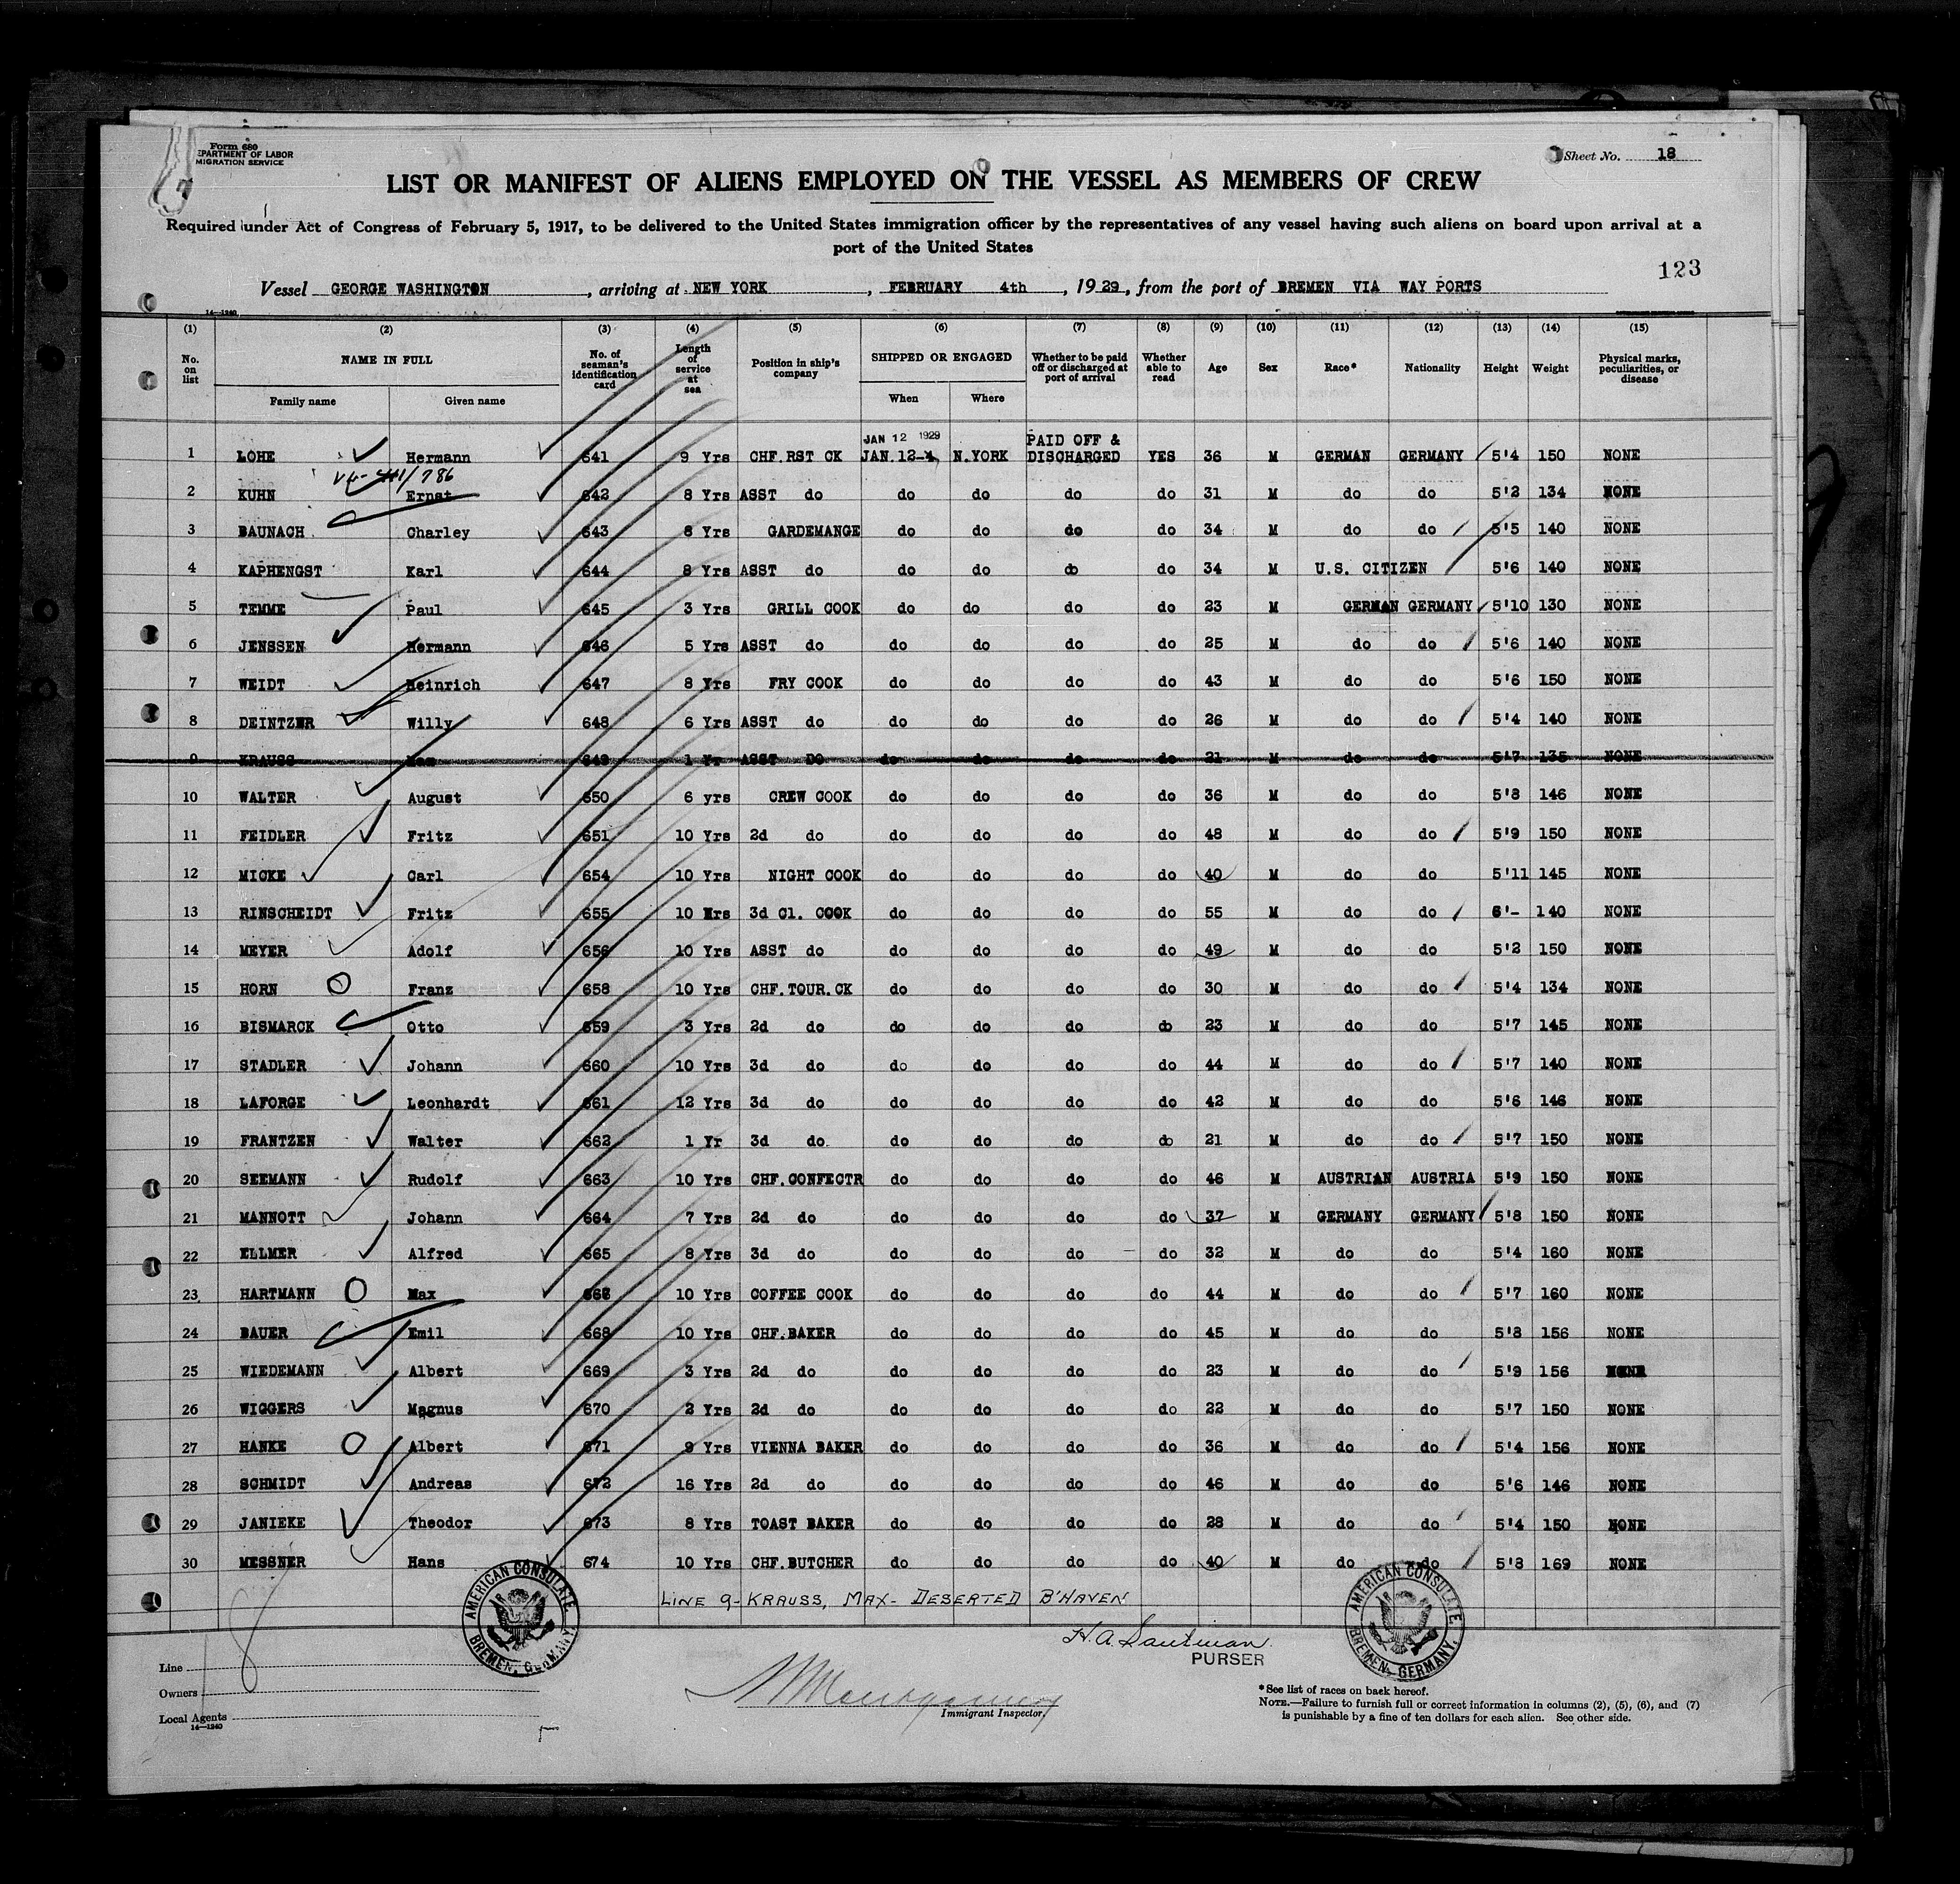 Form 680
DEPARTMENT OF LABOR
IMMIGRATION SERVICE
Sheet No. 18
LIST OR MANIFEST OF ALIENS EMPLOYED ON THE VESSEL AS MEMBERS OF CREW
Required under Act of Congress of February 5, 1917, to be delivered to the United States immigration officer by the representatives of any vessel having such aliens on board upon arrival at a
port of the United States
123
Vessel GEORGE WASHINGTON, arriving at NEW YORK, FEBRUARY 4th, 1929, from the port of BREMEN VIA WAY PORTS
14—1240
(1) (2) (3) (4) (5) (6) (7) (8) (9) (10) (11) (12) (13) (14) (15)
No. on list NAME IN FULL No. of seaman's identification card Length of service at sea Position in ship's company SHIPPED OR ENGAGED Whether to be paid off or discharged at port of arrival Whether able to read Age Sex Race* Nationality Height Weight Physical marks, peculiarities, or disease
Family name Given name When Where
JAN 12 1929 PAID OFF &
1 LOHE Hermann 641 9 Yrs CHF.RST CK JAN.12 N.YORK DISCHARGED YES 36 M GERMAN GERMANY 5'4 150 NONE
2 KUHN Ernst 642 8 Yrs ASST do do do do do 31 M do do 5'2 134 NONE
3 BAUNACH Charley 643 8 Yrs GARDEMANGE do do do do 34 M do do 5'5 140 NONE
4 KAPHENGST Karl 644 8 Yrs ASST do do do do do 34 M U.S. CITIZEN 5'6 140 NONE
5 TEMME Paul 645 3 Yrs GRILL COOK do do do do 23 M GERMAN GERMANY 5'10 130 NONE
6 JENSSEN Hermann 646 5 Yrs ASST do do do do do 25 M do do 5'6 140 NONE
7 WEIDT Heinrich 647 8 Yrs FRY COOK do do do do 43 M do do 5'6 150 NONE
8 DEINTZER Willy 648 6 Yrs ASST do do do do do 26 M do do 5'4 140 NONE
9 KRAUSS Max 649 1 Yr ASST DO do do do do 21 M do do 5'7 135 NONE
10 WALTER August 650 6 yrs CREW COOK do do do do 36 M do do 5'8 146 NONE
11 FEIDLER Fritz 651 10 Yrs 2d do do do do do 48 M do do 5'9 150 NONE
12 MICKE Carl 654 10 Yrs NIGHT COOK do do do do 40 M do do 5'11 145 NONE
13 RINSCHEIDT Fritz 655 10 Yrs 3d Cl. COOK do do do do 55 M do do 6'- 140 NONE
14 MEYER Adolf 656 10 Yrs ASST do do do do do 49 M do do 5'2 150 NONE
15 HORN Franz 658 10 Yrs CHF.TOUR.CK do do do do 30 M do do 5'4 134 NONE
16 BISMARCK Otto 659 3 Yrs 2d do do do do do 23 M do do 5'7 145 NONE
17 STADLER Johann 660 10 Yrs 3d do do do do do 44 M do do 5'7 140 NONE
18 LAFORGE Leonhardt 661 12 Yrs 3d do do do do do 42 M do do 5'6 146 NONE
19 FRANTZEN Walter 662 1 Yr 3d do do do do do 21 M do do 5'7 150 NONE
20 SEEMANN Rudolf 663 10 Yrs CHF.CONFECTR do do do do 46 M AUSTRIAN AUSTRIA 5'9 150 NONE
21 MANNOTT Johann 664 7 Yrs 2d do do do do do 37 M GERMANY GERMANY 5'8 150 NONE
22 ELLMER Alfred 665 8 Yrs 3d do do do do do 32 M do do 5'4 160 NONE
23 HARTMANN Max 10 Yrs COFFEE COOK do do do do 44 M do do 5'7 160 NONE
24 BAUER Emil 668 10 Yrs CHF.BAKER do do do do 45 M do do 5'8 156 NONE
25 WIEDEMANN Albert 669 3 Yrs 2d do do do do do 23 M do do 5'9 156 NONE
26 WIGGERS Magnus 670 2 Yrs 2d do do do do do 22 M do do 5'7 150 NONE
27 HANKE Albert 671 9 Yrs VIENNA BAKER do do do do 36 M do do 5'4 156 NONE
28 SCHMIDT Andreas 672 16 Yrs 2d do do do do do 46 M do do 5'6 146 NONE
29 JANIEKE Theodor 673 8 Yrs TOAST BAKER do do do do 28 M do do 5'4 150 NONE
30 MESSNER Hans 674 10 Yrs CHF.BUTCHER do do do do 40 M do do 5'8 169 NONE
LINE 9- KRAUSS, MAX- DESERTED B'HAVEN
AMERICAN CONSULATE, BREMEN, GERMANY.
AMERICAN CONSULATE, BREMEN, GERMANY.
18
H.A.
PURSER
Line
Owners
Local Agents
14—1240
Montgomery
Immigrant Inspector.
*See list of races on back hereof.
NOTE.—Failure to furnish full or correct information in columns (2), (5), (6), and (7)
is punishable by a fine of ten dollars for each alien. See other side.